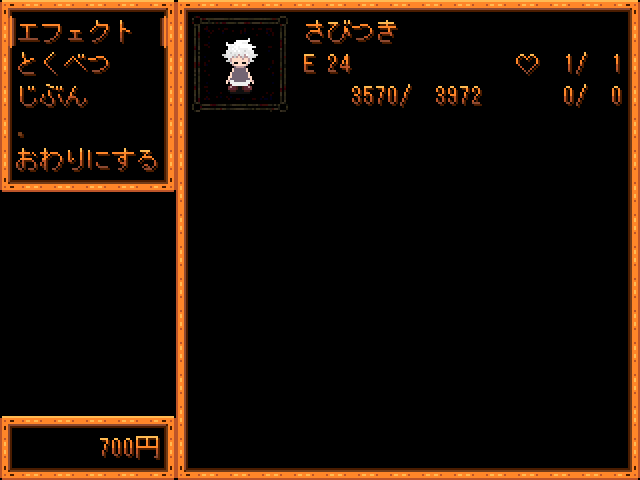 エフェクト
とくべつ
じぶん
.
おわりにする
さびつき
E 24 ♡ 1/ 1
3570/ 3972 0/ 0
700円